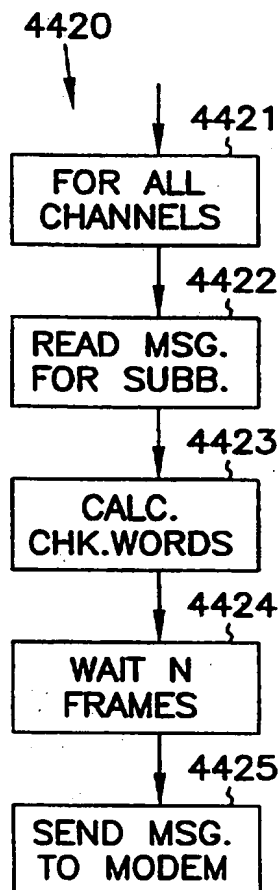 4420
4421
FOR ALL
CHANNELS
4422
READ MSG.
FOR SUBB.
4423
CALC.
CHK.WORDS
4424
WAIT N
FRAMES
4425
SEND MSG.
TO MODEM